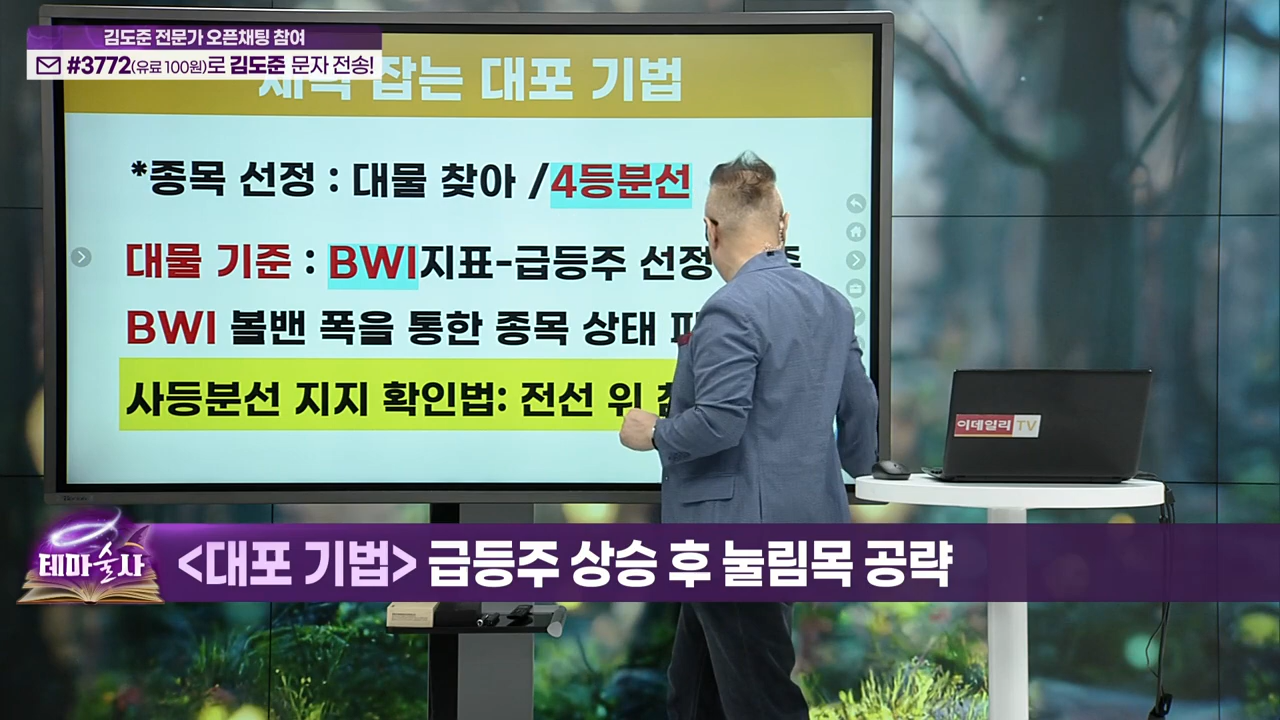 김도준 전문가 오픈채팅 참여
#3772(유료 100원)로 김도준 문자 전송!
잡는 대포 기법
*종목 선정 : 대물 찾아 /4등분선
대물 기준 : BWI지표-급등주 선정
BWI 볼밴 폭을 통한 종목 상태
사등분선 지지 확인법: 전선 위
이데일리TV
테마술사
<대포 기법> 급등주 상승 후 눌림목 공략